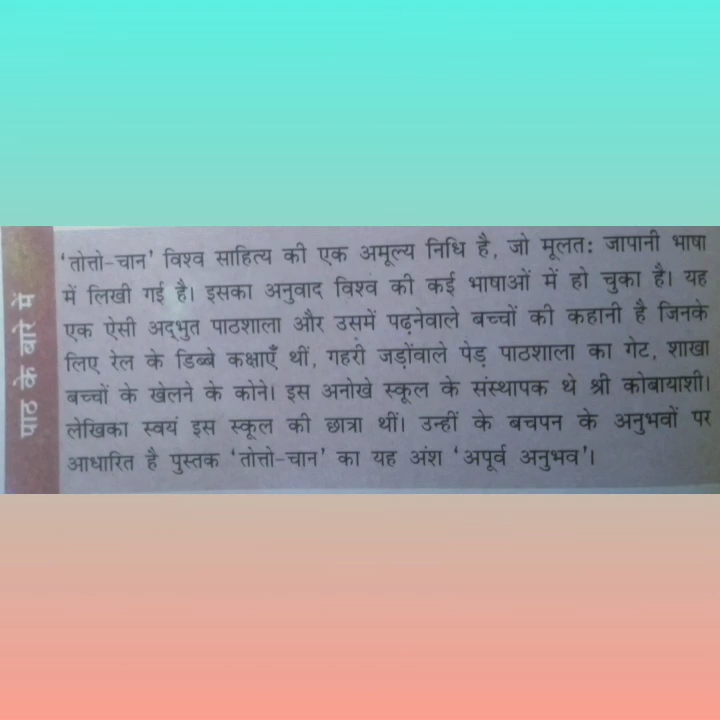 पाठ के बारे में
'तोत्तो-चान' विश्व साहित्य की एक अमूल्य निधि है, जो मूलत: जापानी भाषा
में लिखी गई है। इसका अनुवाद विश्व की कई भाषाओं में हो चुका है। यह
एक ऐसी अद्भुत पाठशाला और उसमें पढ़नेवाले बच्चों की कहानी है जिनके
लिए रेल के डिब्बे कक्षाएँ थीं, गहरी जड़ोंवाले पेड़ पाठशाला का गेट, शाखा
बच्चों के खेलने के कोने। इस अनोखे स्कूल के संस्थापक थे श्री कोबायाशी।
लेखिका स्वयं इस स्कूल की छात्रा थीं। उन्हीं के बचपन के अनुभवों पर
आधारित है पुस्तक 'तोत्तो-चान' का यह अंश 'अपूर्व अनुभव'।